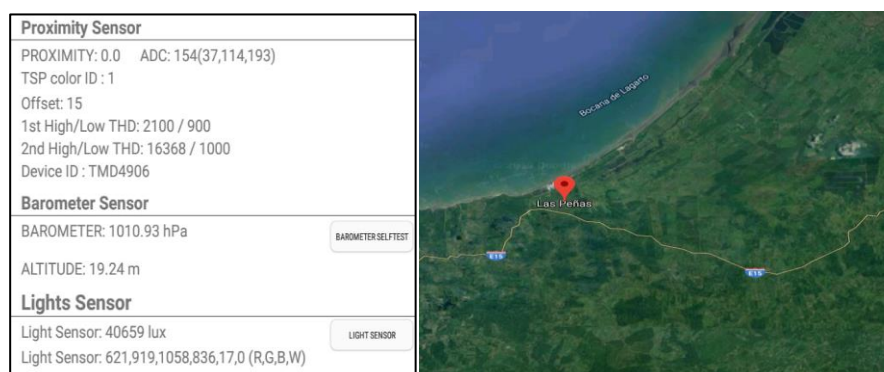 Proximity Sensor
PROXIMITY: 0.0 ADC: 154(37,114,193)
TSP color ID : 1
Offset: 15
1st High/Low THD: 2100 / 900
2nd High/Low THD: 16368 / 1000
Device ID : TMD4906
Barometer Sensor
BAROMETER: 1010.93 hPa
BAROMETER SELFTEST
ALTITUDE: 19.24 m
Lights Sensor
Light Sensor: 40659 lux
LIGHT SENSOR
Light Sensor: 621,919,1058,836,17,0 (R,G,B,W)
Bocana de Lagarto
Las Peñas
E15
E15